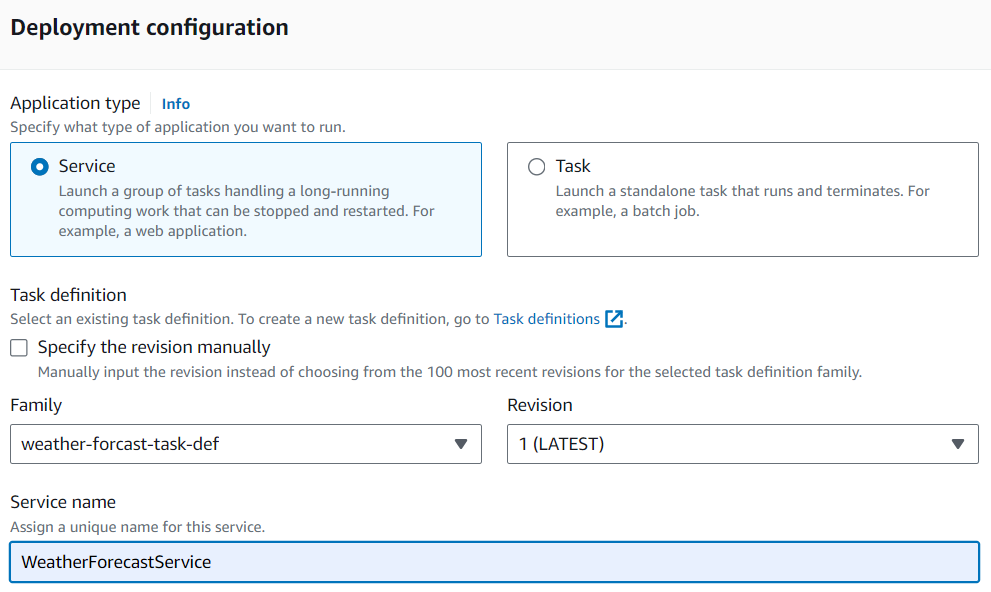 Deployment configuration
Application type Info
Specify what type of application you want to run.
Service
Launch a group of tasks handling a long-running
computing work that can be stopped and restarted. For
example, a web application.
Task
Launch a standalone task that runs and terminates. For
example, a batch job.
Task definition
Select an existing task definition. To create a new task definition, go to Task definitions.
Specify the revision manually
Manually input the revision instead of choosing from the 100 most recent revisions for the selected task definition family.
Family
weather-forcast-task-def
Revision
1 (LATEST)
Service name
Assign a unique name for this service.
WeatherForecastService